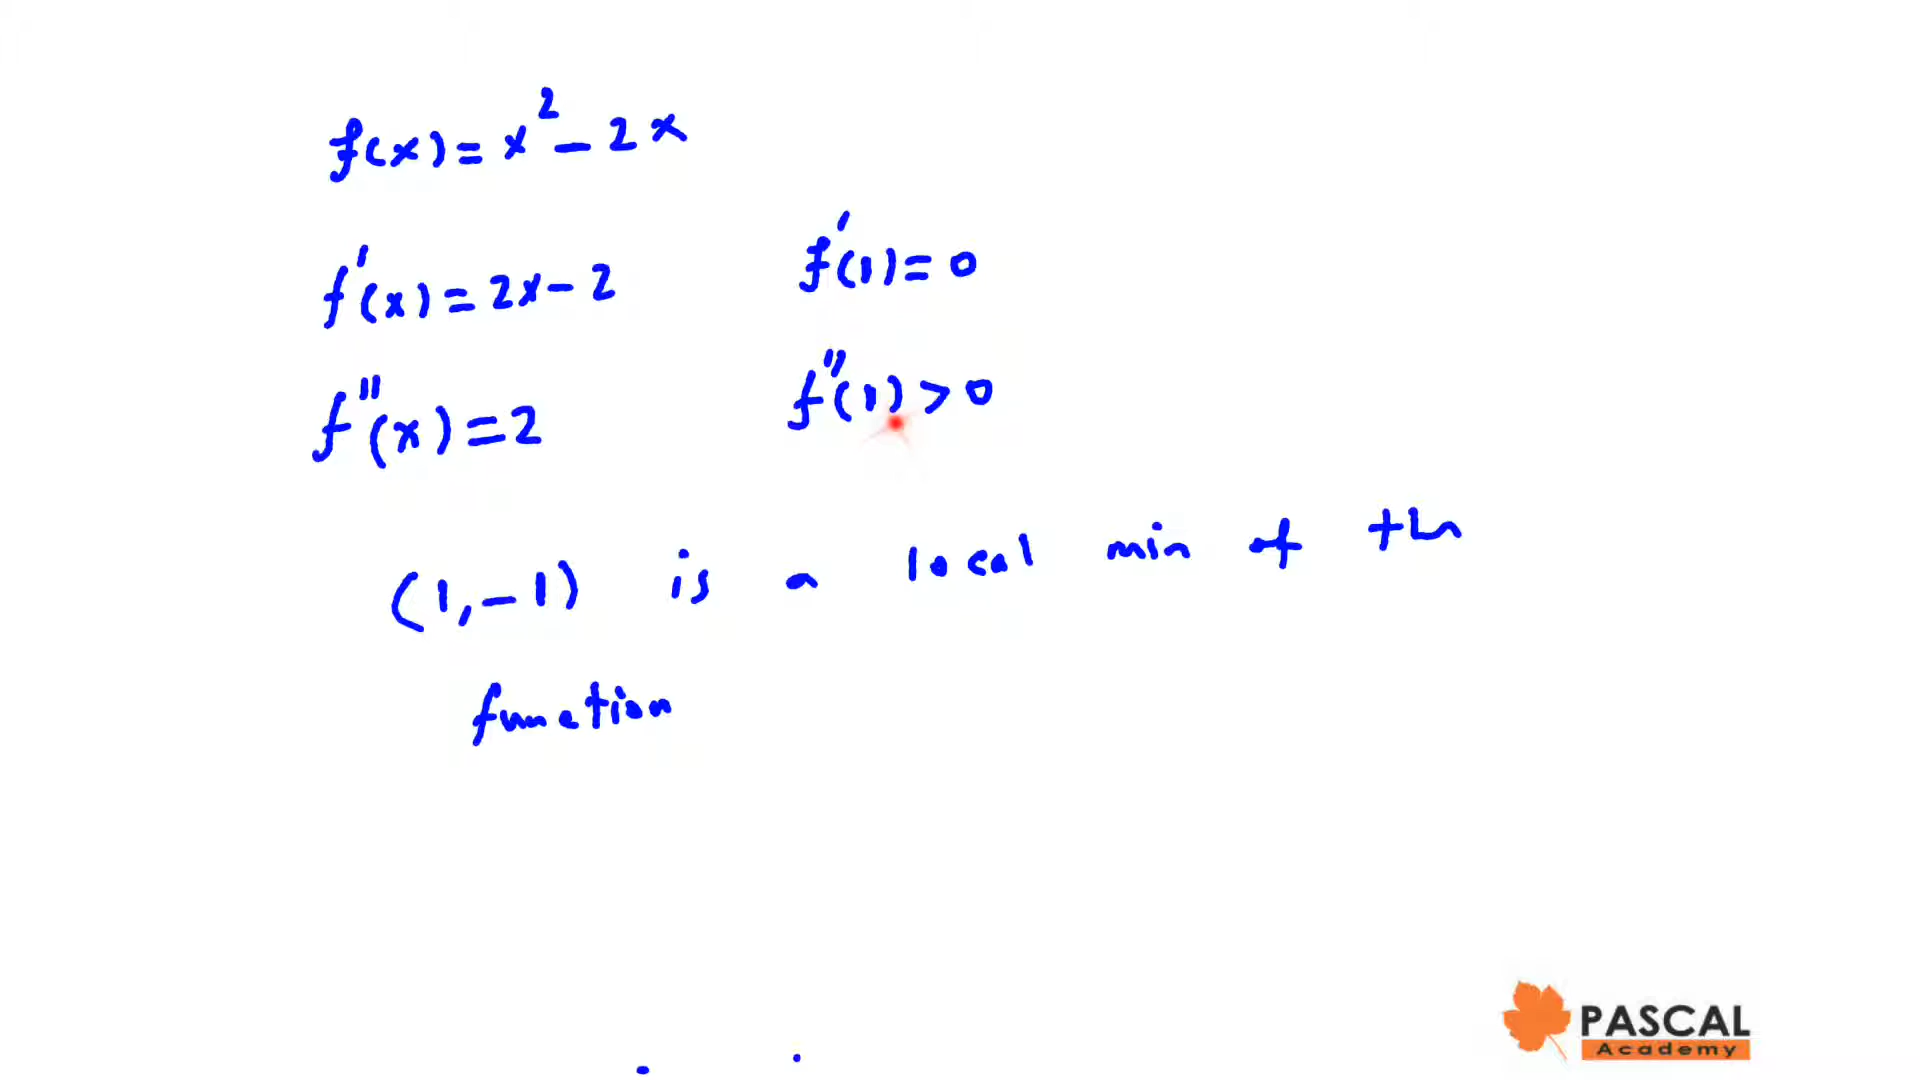 f(x) = x² - 2x
f'(x) = 2x - 2
f'(1) = 0
f''(x) = 2
f''(1) > 0
(1, -1) is a local min of the
function
PASCAL
Academy